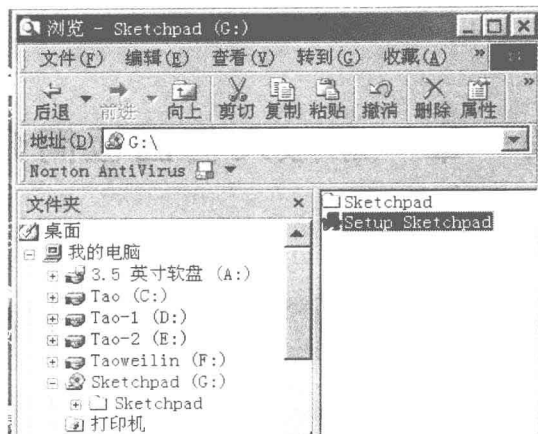 浏览 - Sketchpad (G:)
文件(F) 编辑(E) 查看(V) 转到(G) 收藏(A) »
后退 前进 向上 剪切 复制 粘贴 撤消 删除 属性 »
地址(D) G:\
Norton AntiVirus
文件夹 ×
Sketchpad
Setup Sketchpad
桌面
我的电脑
3.5 英寸软盘 (A:)
Tao (C:)
Tao-1 (D:)
Tao-2 (E:)
Taoweilin (F:)
Sketchpad (G:)
Sketchpad
打印机